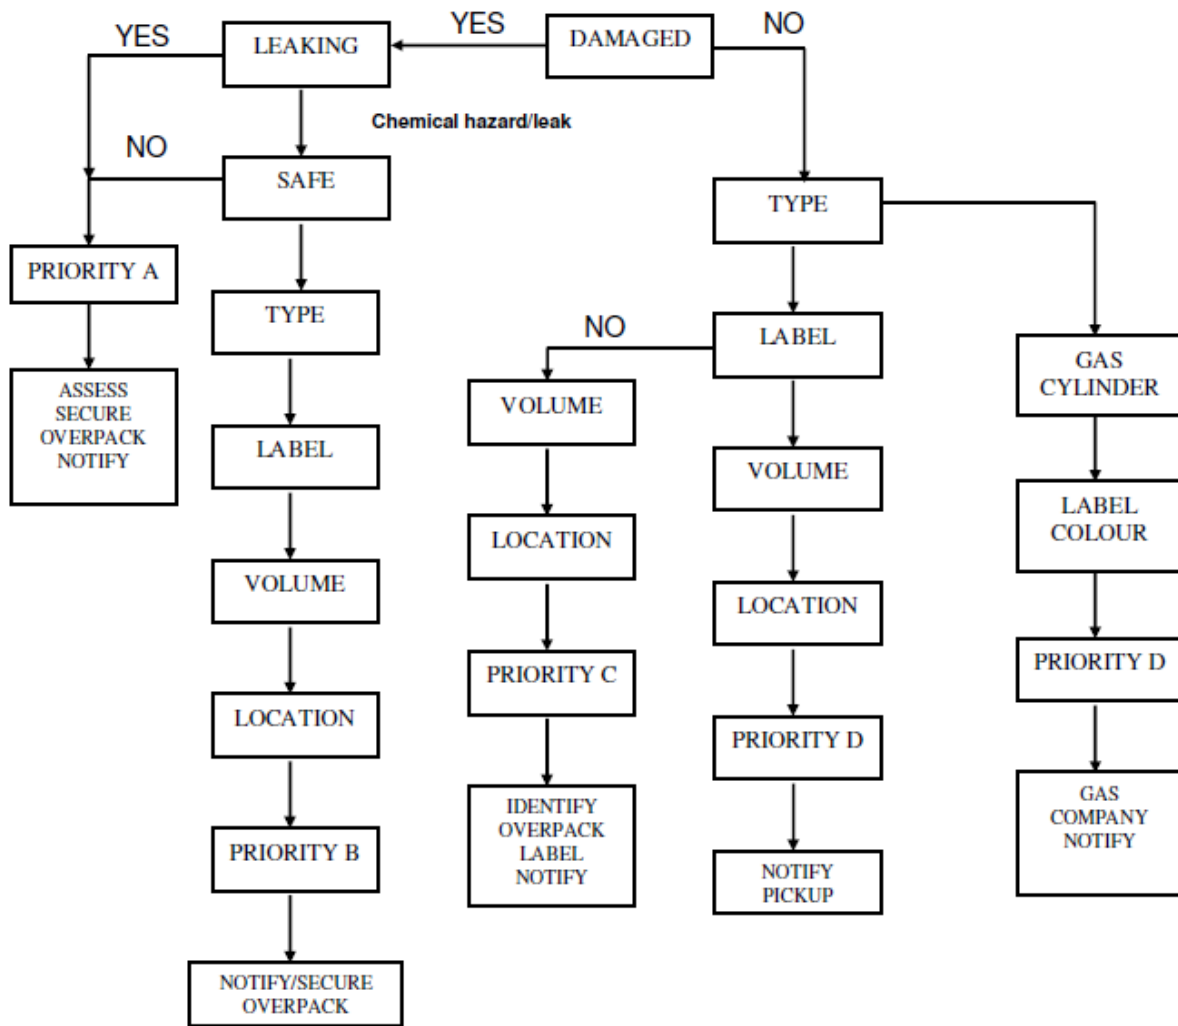 YES
LEAKING
YES
DAMAGED
NO
Chemical hazard/leak
NO
SAFE
TYPE
PRIORITY A
TYPE
NO
LABEL
GAS
CYLINDER
ASSESS
SECURE
OVERPACK
NOTIFY
VOLUME
LABEL
VOLUME
LABEL
COLOUR
LOCATION
VOLUME
LOCATION
PRIORITY C
PRIORITY D
LOCATION
PRIORITY D
IDENTIFY
OVERPACK
LABEL
NOTIFY
GAS
COMPANY
NOTIFY
PRIORITY B
NOTIFY
PICKUP
NOTIFY/SECURE
OVERPACK